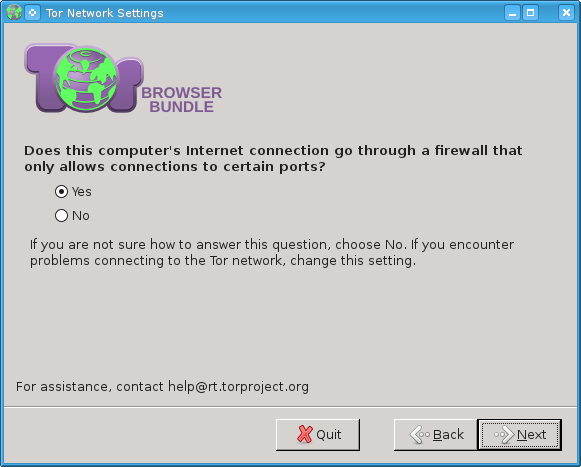 Tor Network Settings
Tor BROWSER
BUNDLE
Does this computer's Internet connection go through a firewall that
only allows connections to certain ports?
Yes
No
If you are not sure how to answer this question, choose No. If you encounter
problems connecting to the Tor network, change this setting.
For assistance, contact help@rt.torproject.org
Quit Back Next